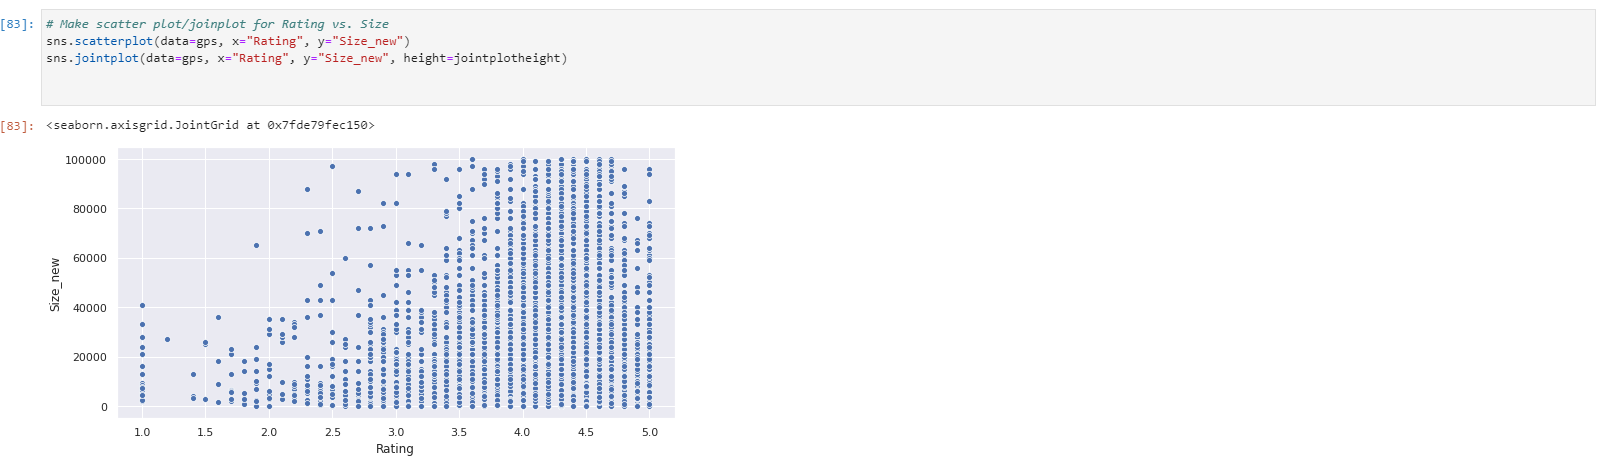 [83]: # Make scatter plot/joinplot for Rating vs. Size
sns.scatterplot(data=gps, x="Rating", y="Size_new")
sns.jointplot(data=gps, x="Rating", y="Size_new", height=jointplotheight)
[83]: <seaborn.axisgrid.JointGrid at 0x7fde79fec150>
100000
80000
60000
40000
20000
0
Size_new
1.0 1.5 2.0 2.5 3.0 3.5 4.0 4.5 5.0
Rating